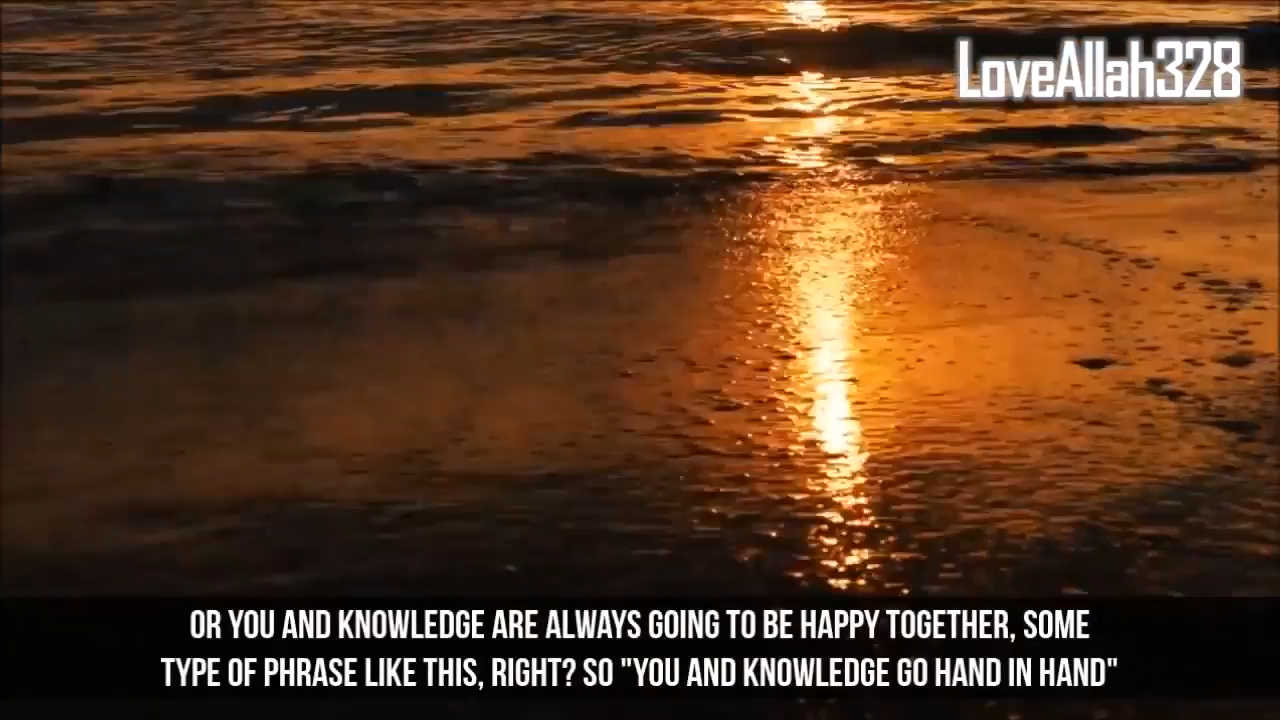 LoveAllah328
OR YOU AND KNOWLEDGE ARE ALWAYS GOING TO BE HAPPY TOGETHER, SOME
TYPE OF PHRASE LIKE THIS, RIGHT? SO "YOU AND KNOWLEDGE GO HAND IN HAND"